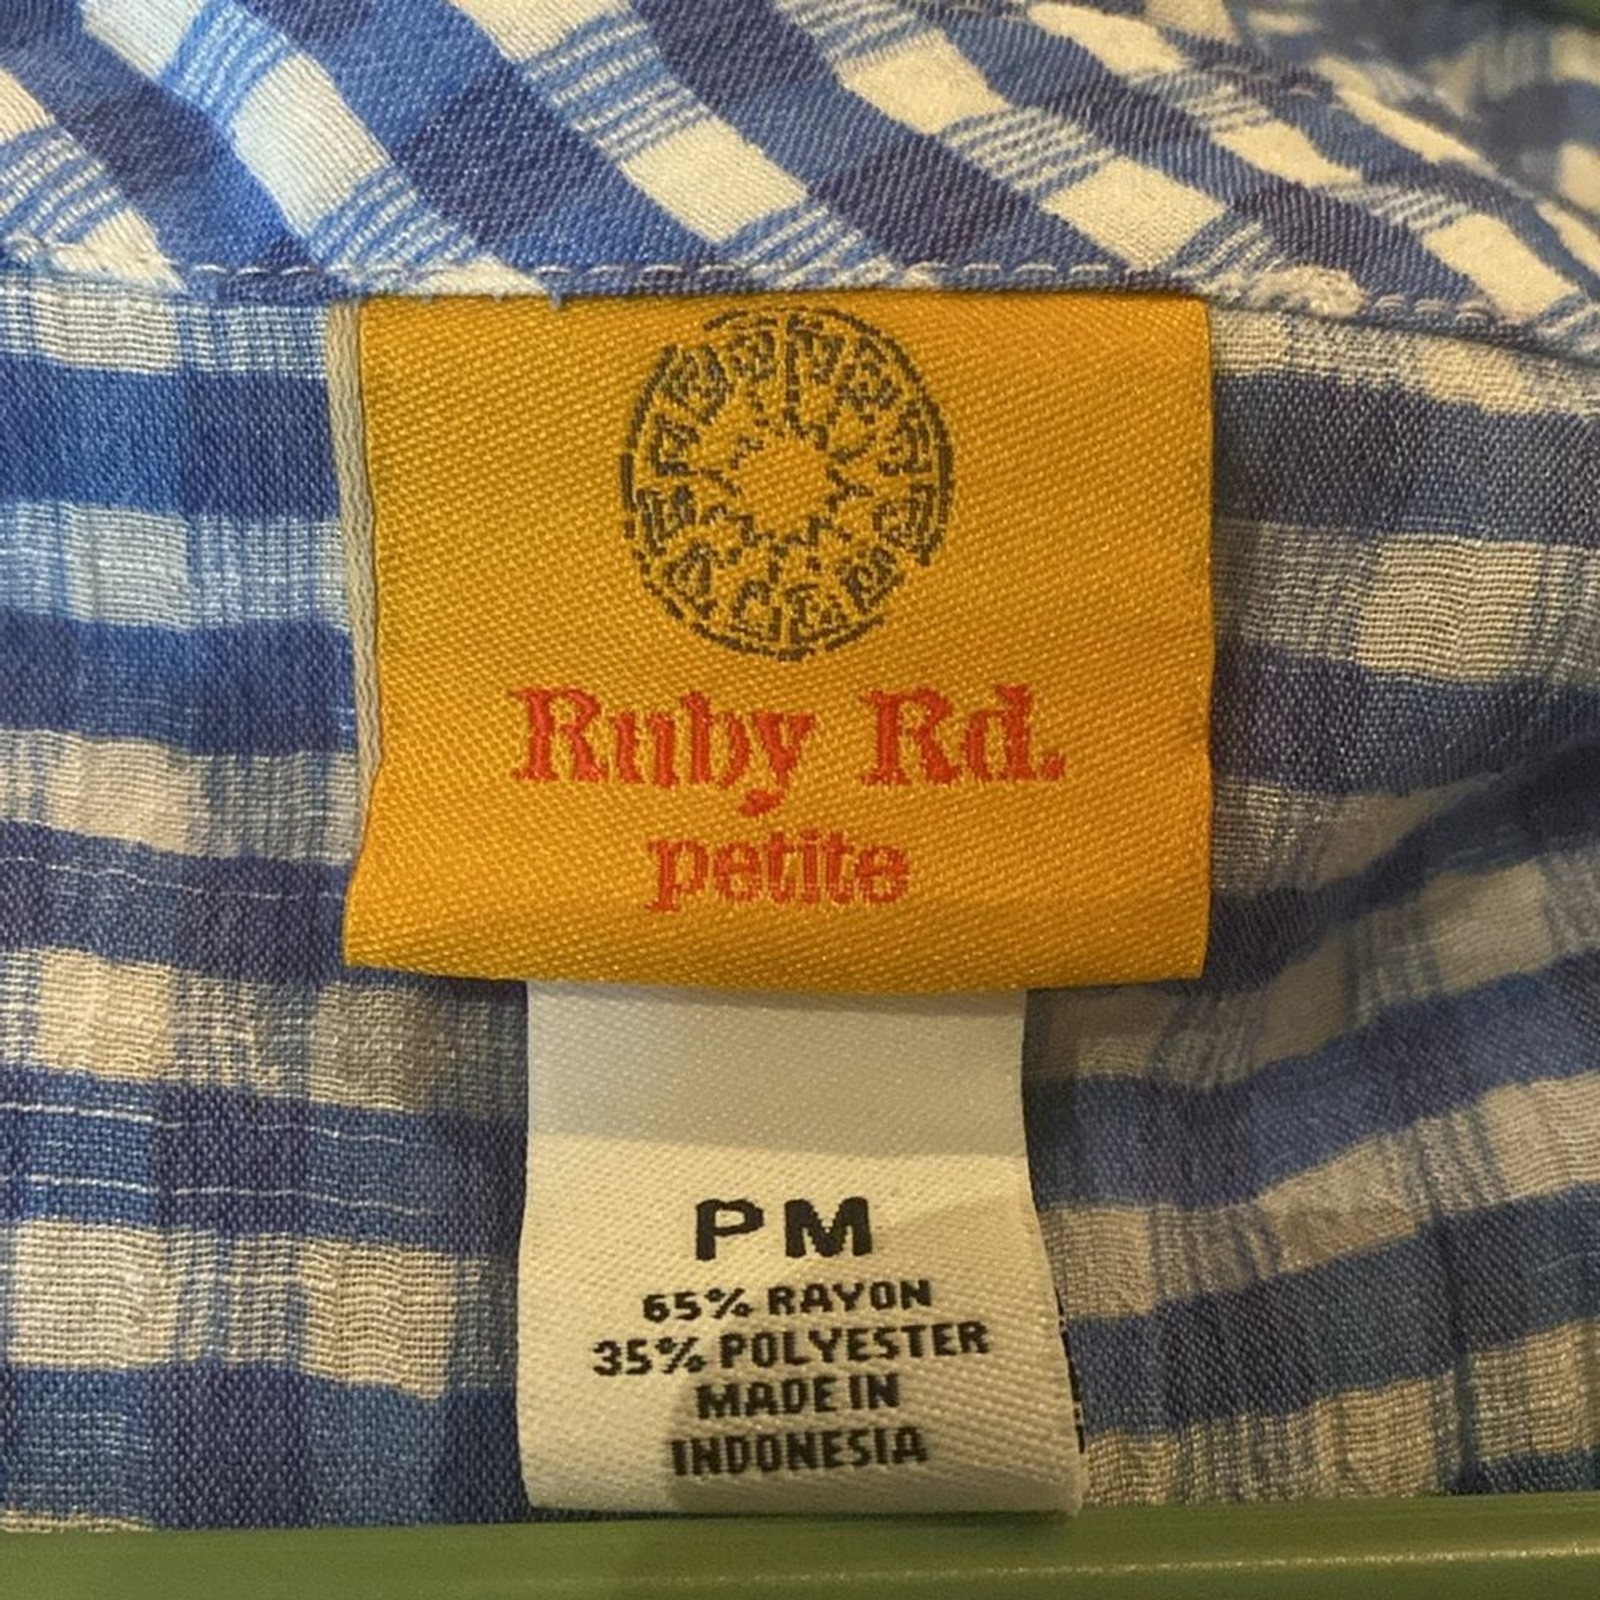 Ruby Rd.
petite
PM
65% RAYON
35% POLYESTER
MADE IN
INDONESIA